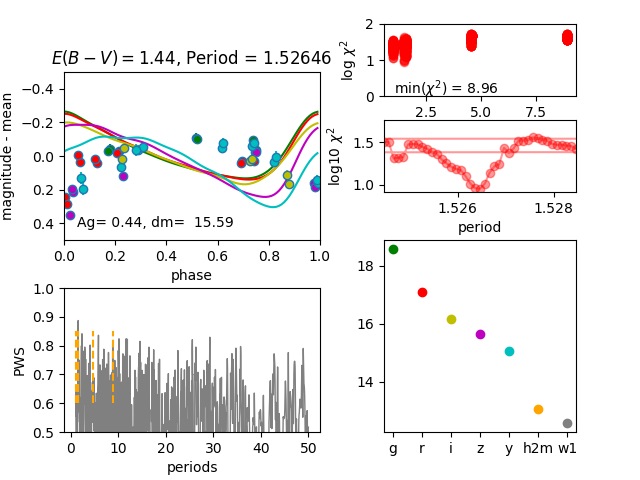 E(B − V) = 1.44, Period = 1.52646
magnitude - mean
−0.4
−0.2
0.0
0.2
0.4
Ag= 0.44, dm=  15.59
0.0 0.2 0.4 0.6 0.8 1.0
phase
log χ²
2
1
0
min(χ²) = 8.96
2.5 5.0 7.5
log10 χ²
1.5
1.0
1.526 1.528
period
PWS
1.0
0.9
0.8
0.7
0.6
0.5
0 10 20 30 40 50
periods
18
16
14
g r i z y h2m w1